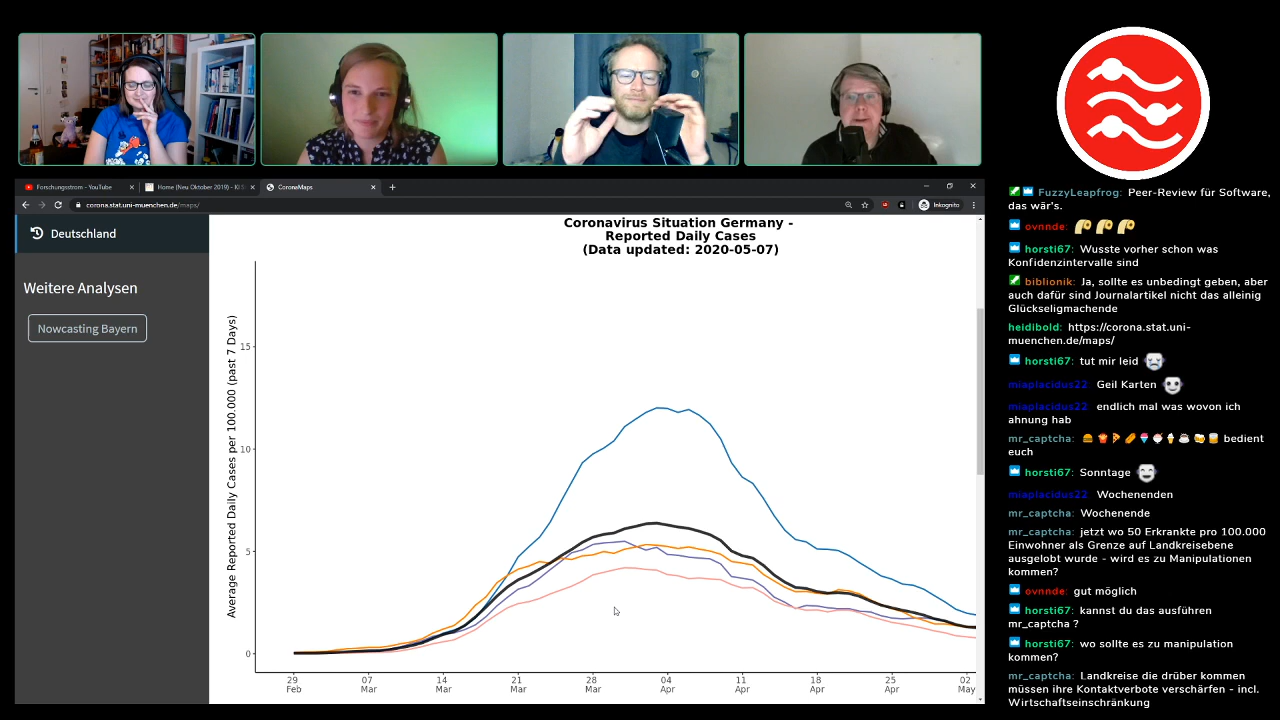 Forschungsstrom - YouTube
Home (Neu Oktober 2019) - KI S
CoronaMaps
corona.stat.uni-muenchen.de/maps/
Inkognito
Deutschland
Weitere Analysen
Nowcasting Bayern
Coronavirus Situation Germany -
Reported Daily Cases
(Data updated: 2020-05-07)
Average Reported Daily Cases per 100.000 (past 7 Days)
15
10
5
0
29 07 14 21 28 04 11 18 25 02
Feb Mar Mar Mar Mar Apr Apr Apr Apr May
FuzzyLeapfrog: Peer-Review für Software,
das wär's.
ovnnde:
horsti67: Wusste vorher schon was
Konfidenzintervalle sind
biblionik: Ja, sollte es unbedingt geben, aber
auch dafür sind Journalartikel nicht das alleinig
Glückseligmachende
heidibold: https://corona.stat.uni-
muenchen.de/maps/
horsti67: tut mir leid
miaplacidus22: Geil Karten
miaplacidus22: endlich mal was wovon ich
ahnung hab
mr_captcha: bedient
euch
horsti67: Sonntage
miaplacidus22: Wochenenden
mr_captcha: Wochenende
mr_captcha: jetzt wo 50 Erkrankte pro 100.000
Einwohner als Grenze auf Landkreisebene
ausgelobt wurde - wird es zu Manipulationen
kommen?
ovnnde: gut möglich
horsti67: kannst du das ausführen
mr_captcha ?
horsti67: wo sollte es zu manipulation
kommen?
mr_captcha: Landkreise die drüber kommen
müssen ihre Kontaktverbote verschärfen - incl.
Wirtschaftseinschränkung